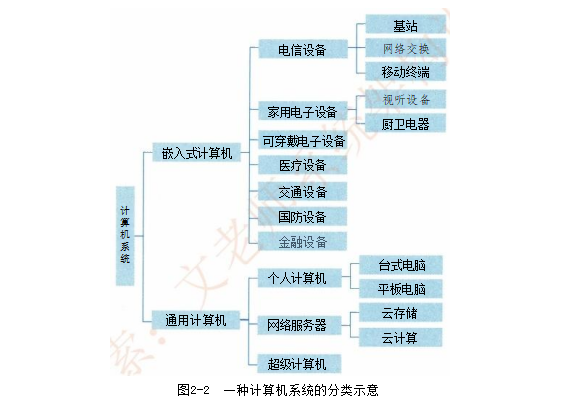 计算机系统
嵌入式计算机
电信设备
基站
网络交换
移动终端
家用电子设备
视听设备
厨卫电器
可穿戴电子设备
医疗设备
交通设备
国防设备
金融设备
通用计算机
个人计算机
台式电脑
平板电脑
网络服务器
云存储
云计算
超级计算机
图2-2 一种计算机系统的分类示意